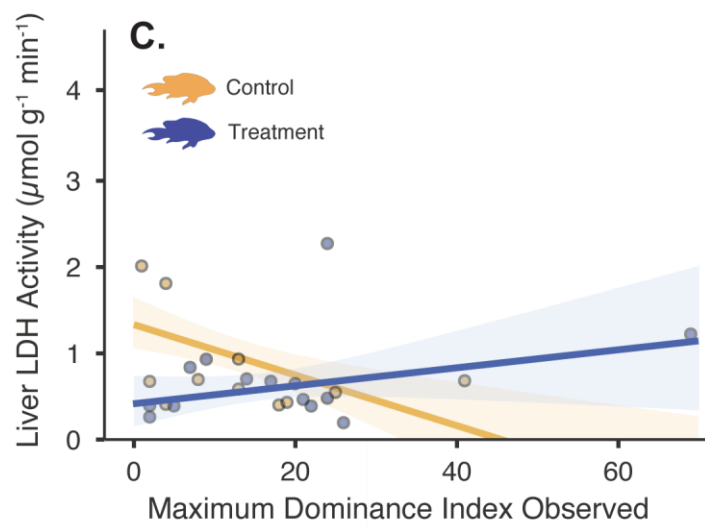 C.
Control
Treatment
Liver LDH Activity (µmol g⁻¹ min⁻¹)
4
3
2
1
0
0 20 40 60
Maximum Dominance Index Observed